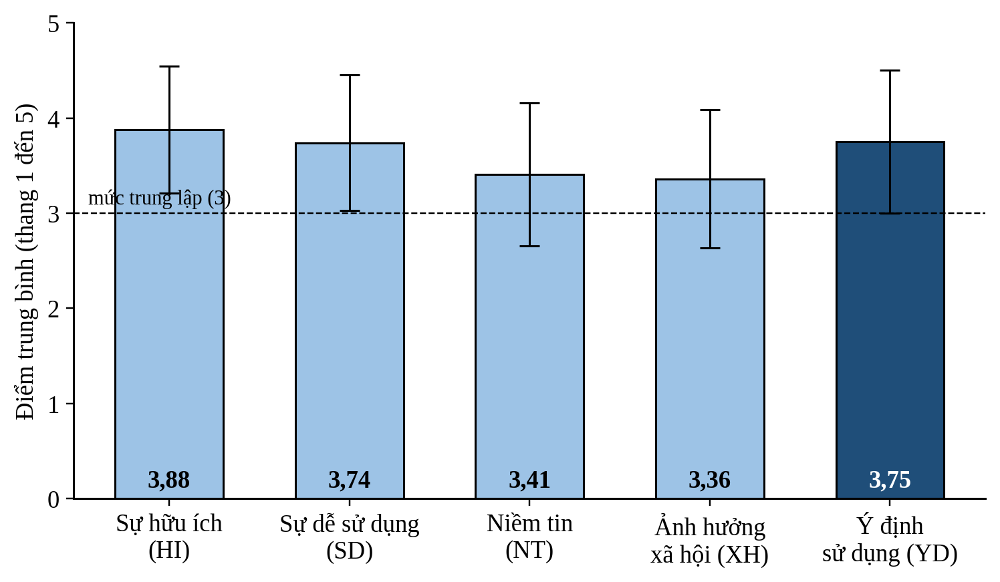 Điểm trung bình (thang 1 đến 5)
5
4
3
2
1
0
mức trung lập (3)
3,88
3,74
3,41
3,36
3,75
Sự hữu ích
(HI)
Sự dễ sử dụng
(SD)
Niềm tin
(NT)
Ảnh hưởng
xã hội (XH)
Ý định
sử dụng (YD)